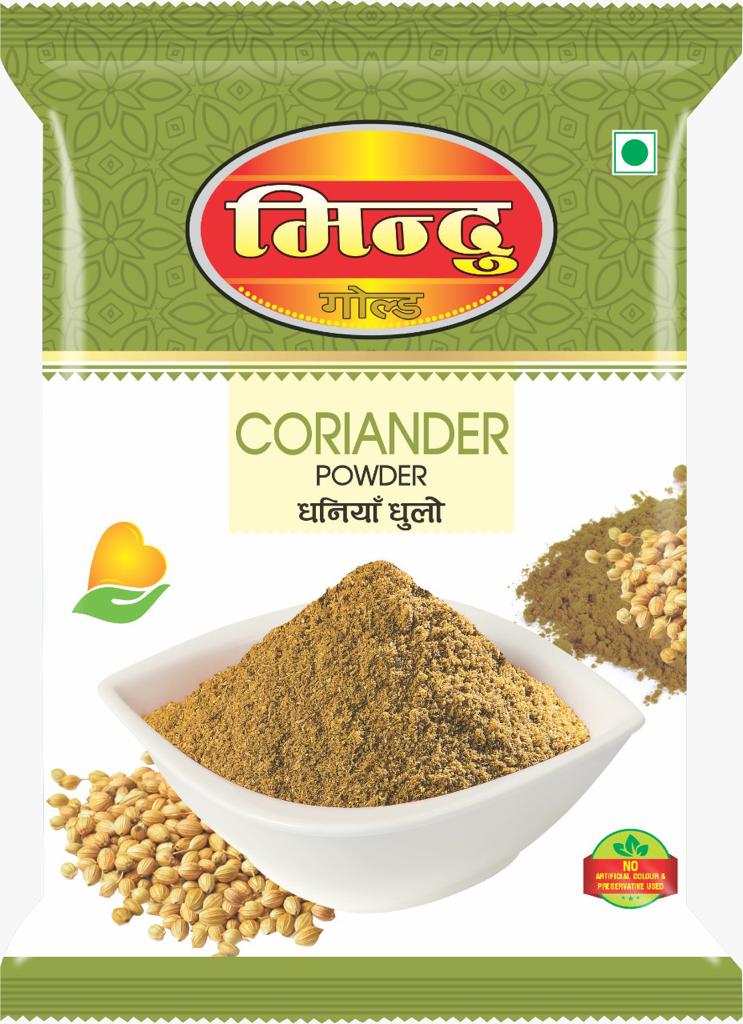 मिन्दु
गोल्ड
CORIANDER
POWDER
धनियाँ धुलो
NO
ARTIFICIAL COLOUR &
PRESERVATIVE USED